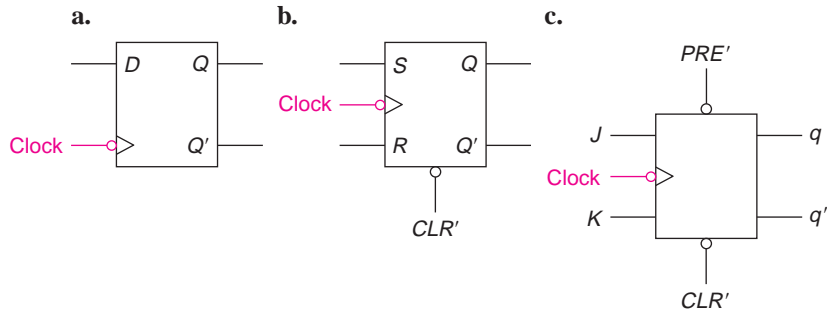 a.
D Q
Clock
Q'
b.
S Q
Clock
R Q'
CLR'
c.
PRE'
J q
Clock
K q'
CLR'